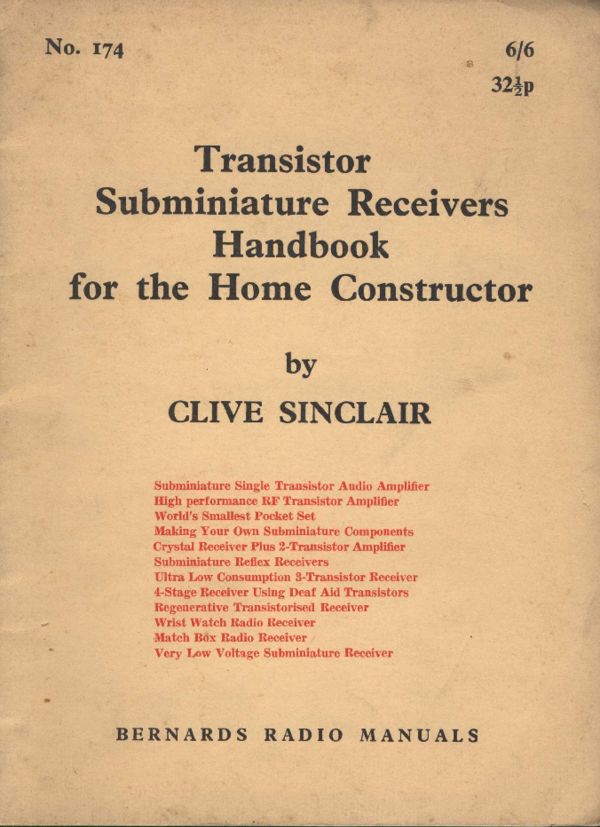 No. 174
6/6
32½p
Transistor
Subminiature Receivers
Handbook
for the Home Constructor
by
CLIVE SINCLAIR
Subminiature Single Transistor Audio Amplifier
High performance RF Transistor Amplifier
World's Smallest Pocket Set
Making Your Own Subminiature Components
Crystal Receiver Plus 2-Transistor Amplifier
Subminiature Reflex Receivers
Ultra Low Consumption 3-Transistor Receiver
4-Stage Receiver Using Deaf Aid Transistors
Regenerative Transistorised Receiver
Wrist Watch Radio Receiver
Match Box Radio Receiver
Very Low Voltage Subminiature Receiver
BERNARDS RADIO MANUALS